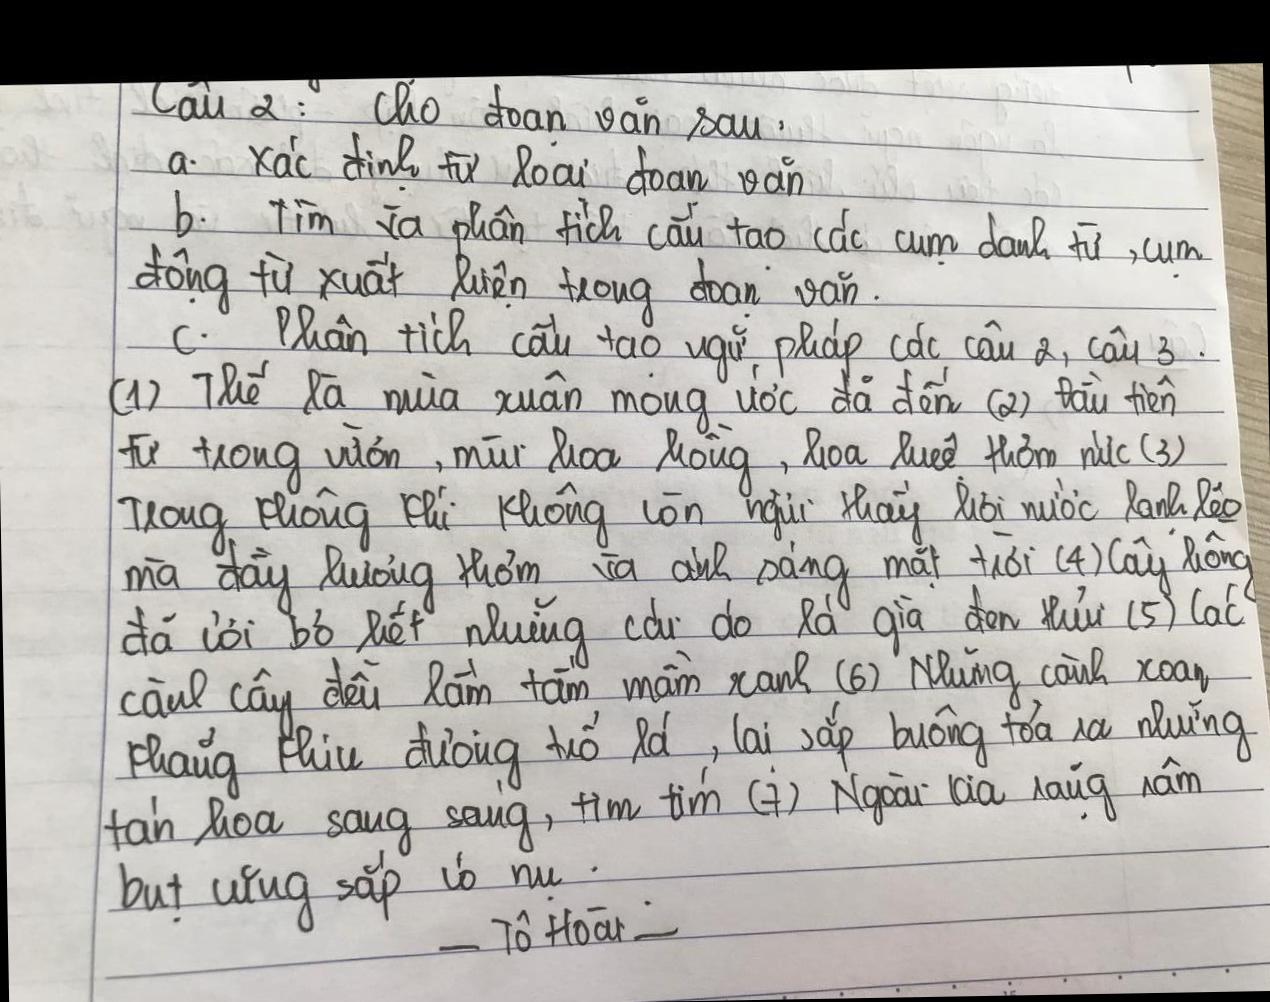 Câu 2: Cho đoạn văn sau:
a. Xác định từ loại đoạn văn
b. Tìm và phân tích cấu tạo các cụm danh từ, cụm
động từ xuất hiện trong đoạn văn.
c. Phân tích cấu tạo ngữ pháp các câu 2, câu 3.
(1) Thế là mùa xuân mong ước đã đến (2) Đầu tiên
từ trong vườn, mùi hoa hồng, hoa huệ thơm nức (3)
Trong không khí không còn ngửi thấy hơi nước lạnh lẽo
mà đầy hương thơm và ánh sáng mặt trời (4) Cây hồng
đã cởi bỏ hết những cái áo lá già đen thủi (5) Các
cành cây đều lấm tấm mầm xanh (6) Những cành xoan
khẳng khiu đương trổ lá, lại sắp buông tỏa ra những
tán hoa sang sáng, tim tím (7) Ngoài kia rặng râm
bụt cũng sắp có nụ.
— Tô Hoài —